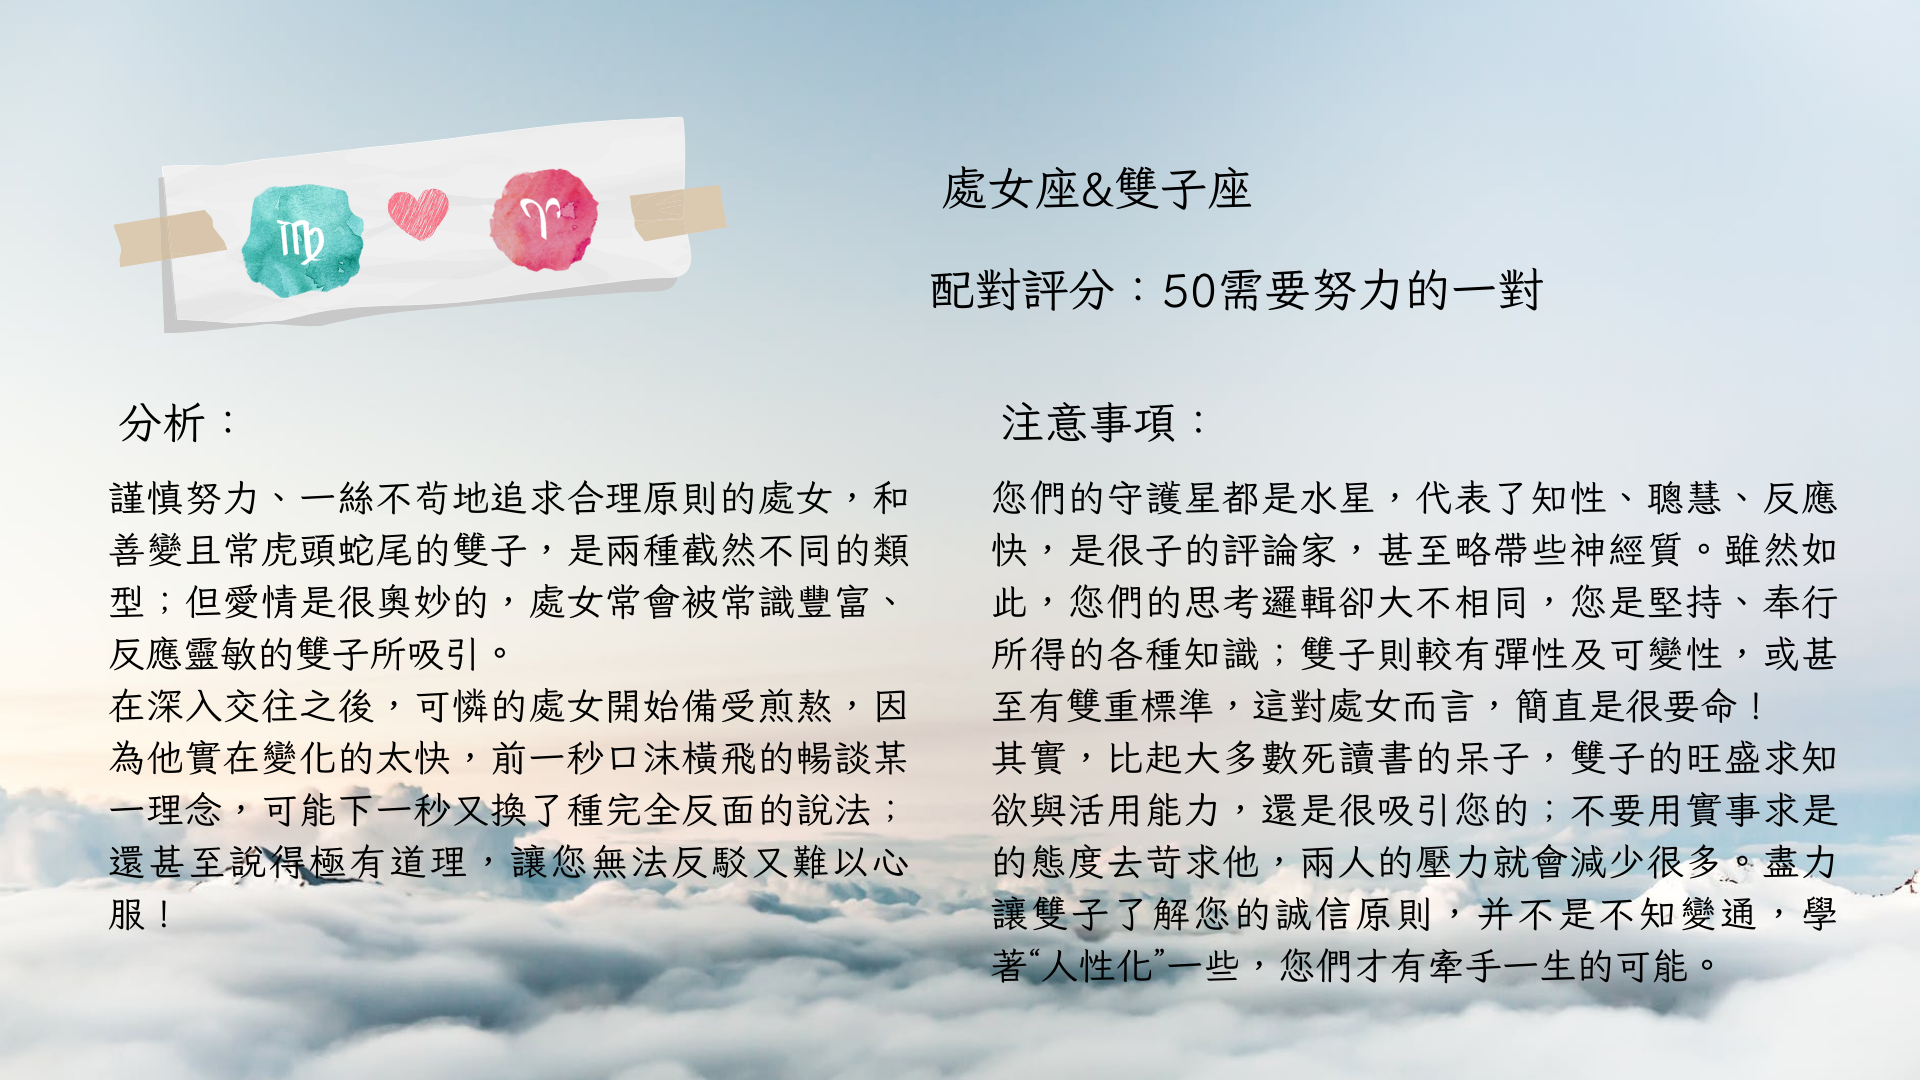 處女座&雙子座
配對評分：50需要努力的一對
分析：
謹慎努力、一絲不苟地追求合理原則的處女，和
善變且常虎頭蛇尾的雙子，是兩種截然不同的類
型；但愛情是很奧妙的，處女常會被常識豐富、
反應靈敏的雙子所吸引。
在深入交往之後，可憐的處女開始備受煎熬，因
為他實在變化的太快，前一秒口沫橫飛的暢談某
一理念，可能下一秒又換了種完全反面的說法；
還甚至說得極有道理，讓您無法反駁又難以心
服！
注意事項：
您們的守護星都是水星，代表了知性、聰慧、反應
快，是很子的評論家，甚至略帶些神經質。雖然如
此，您們的思考邏輯卻大不相同，您是堅持、奉行
所得的各種知識；雙子則較有彈性及可變性，或甚
至有雙重標準，這對處女而言，簡直是很要命！
其實，比起大多數死讀書的呆子，雙子的旺盛求知
欲與活用能力，還是很吸引您的；不要用實事求是
的態度去苛求他，兩人的壓力就會減少很多。盡力
讓雙子了解您的誠信原則，并不是不知變通，學
著“人性化”一些，您們才有牽手一生的可能。